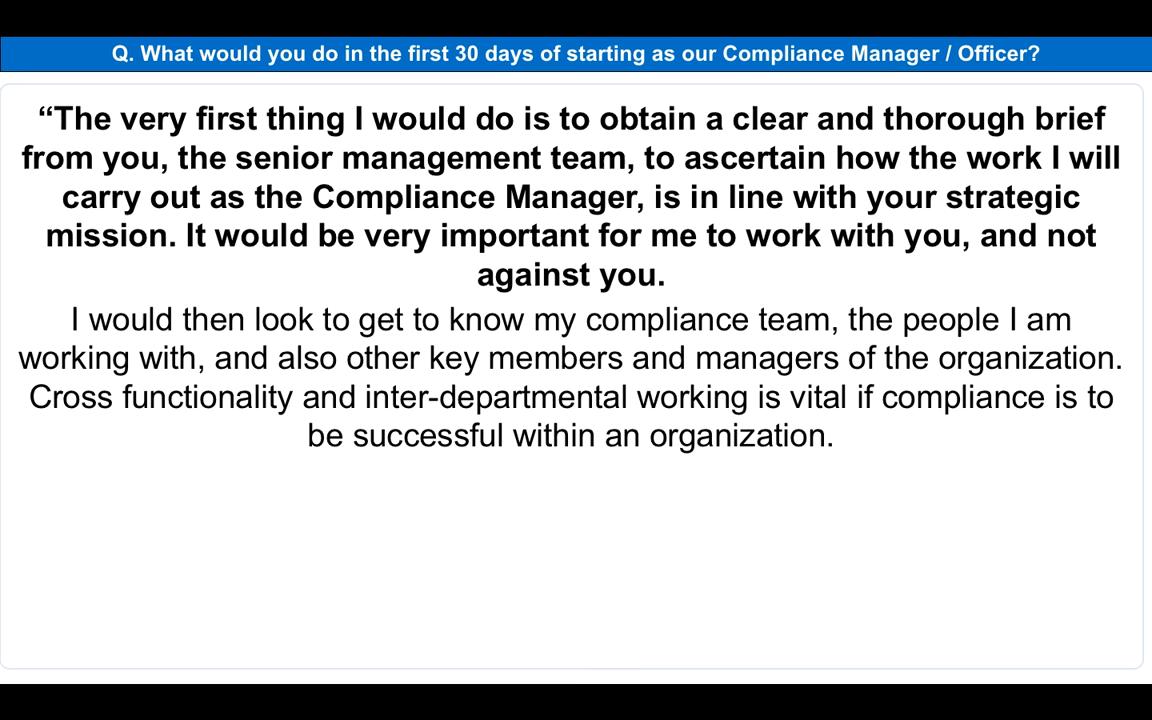 Q. What would you do in the first 30 days of starting as our Compliance Manager / Officer?
“The very first thing I would do is to obtain a clear and thorough brief
from you, the senior management team, to ascertain how the work I will
carry out as the Compliance Manager, is in line with your strategic
mission. It would be very important for me to work with you, and not
against you.
I would then look to get to know my compliance team, the people I am
working with, and also other key members and managers of the organization.
Cross functionality and inter-departmental working is vital if compliance is to
be successful within an organization.